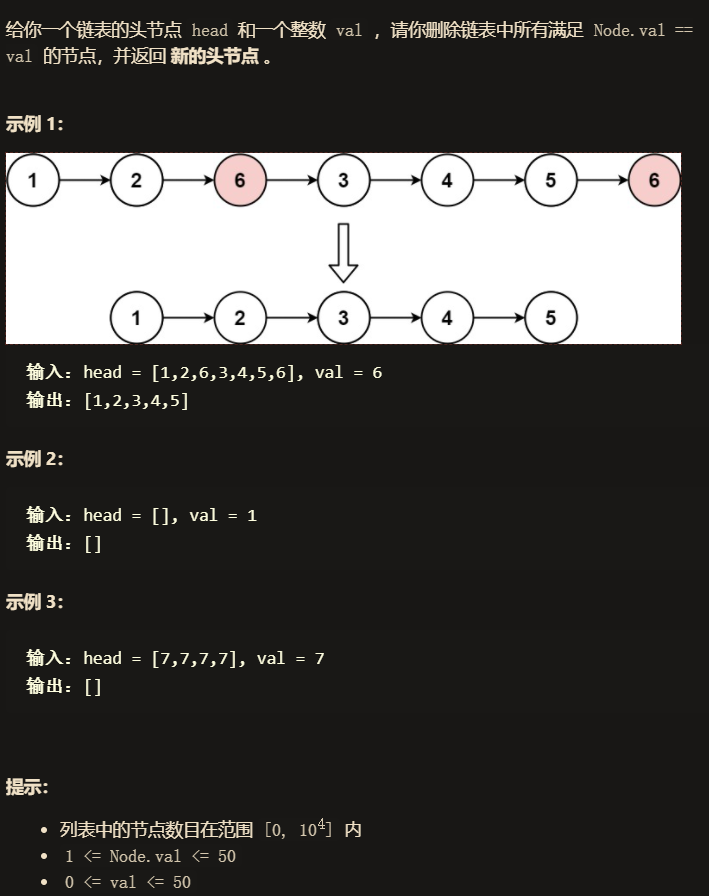 给你一个链表的头节点 head 和一个整数 val ，请你删除链表中所有满足 Node.val ==
val 的节点，并返回 新的头节点 。
示例 1：
1 2 6 3 4 5 6
1 2 3 4 5
输入：head = [1,2,6,3,4,5,6], val = 6
输出：[1,2,3,4,5]
示例 2：
输入：head = [], val = 1
输出：[]
示例 3：
输入：head = [7,7,7,7], val = 7
输出：[]
提示：
• 列表中的节点数目在范围 [0, 10⁴] 内
• 1 <= Node.val <= 50
• 0 <= val <= 50